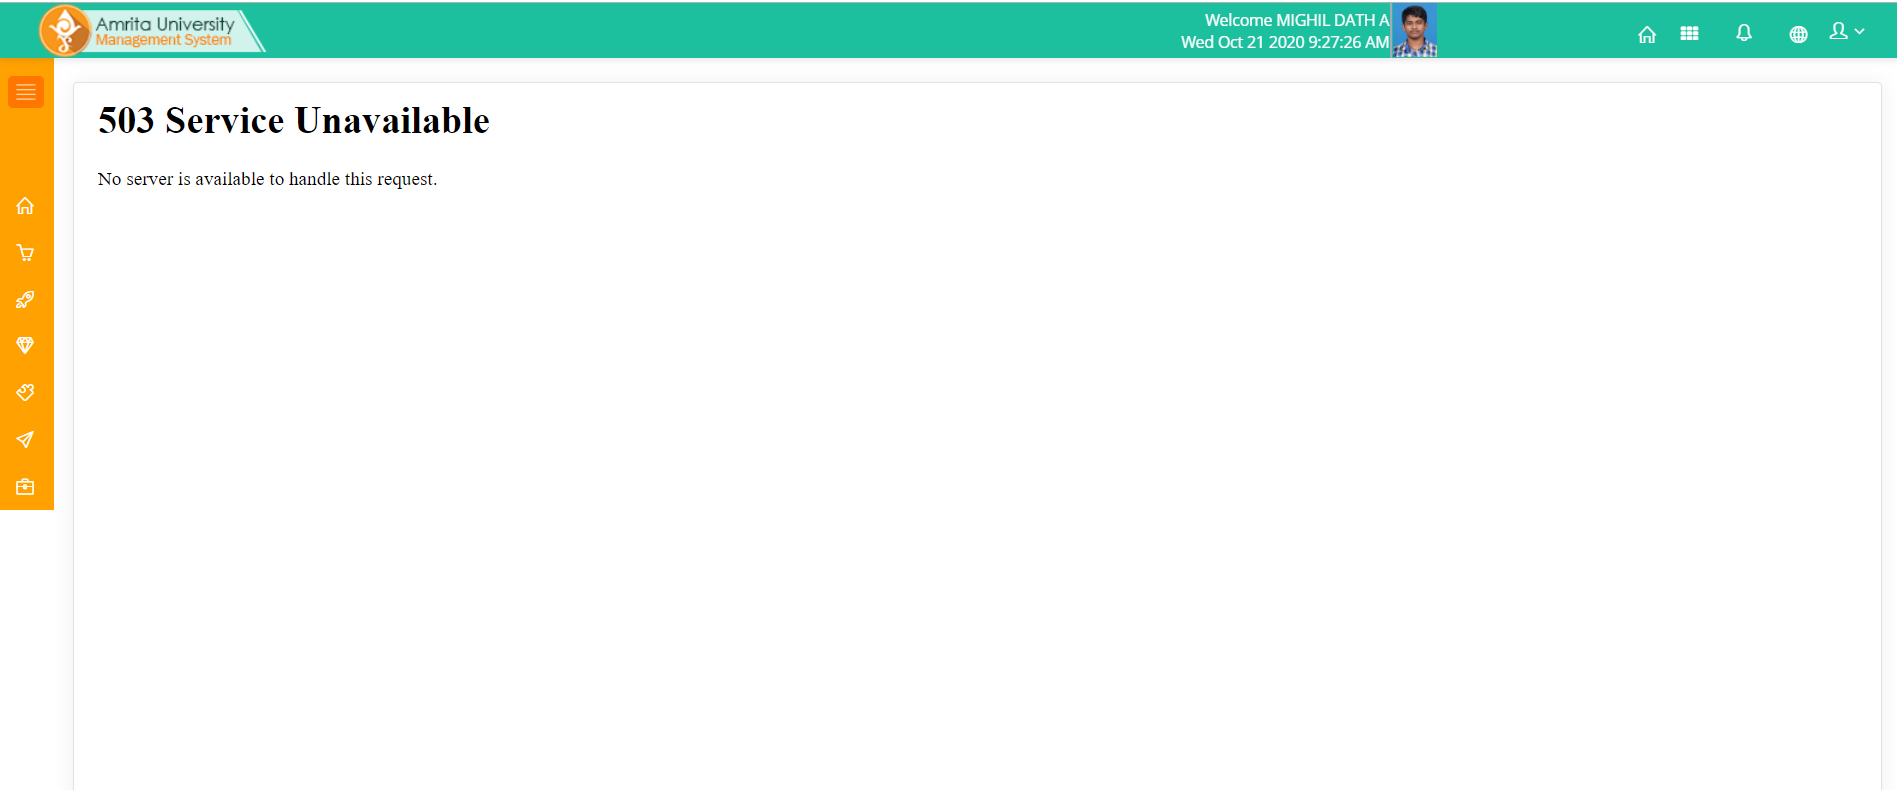 Amrita University
Management System
Welcome MIGHIL DATH A
Wed Oct 21 2020 9:27:26 AM
503 Service Unavailable
No server is available to handle this request.